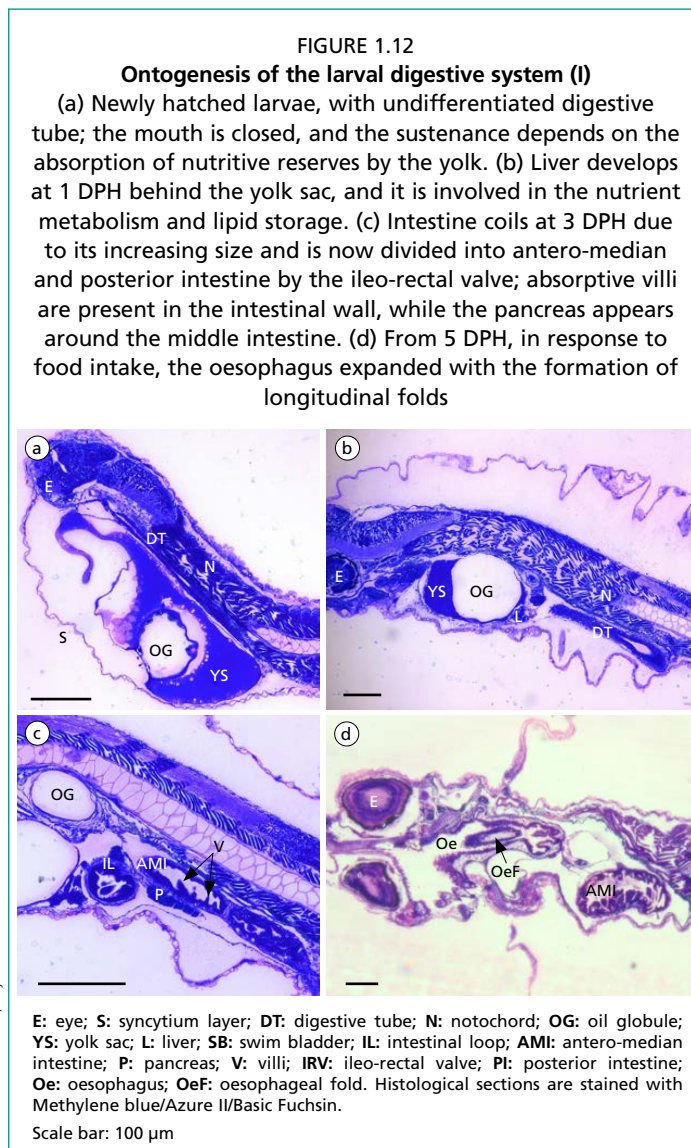 FIGURE 1.12
Ontogenesis of the larval digestive system (I)
(a) Newly hatched larvae, with undifferentiated digestive
tube; the mouth is closed, and the sustenance depends on the
absorption of nutritive reserves by the yolk. (b) Liver develops
at 1 DPH behind the yolk sac, and it is involved in the nutrient
metabolism and lipid storage. (c) Intestine coils at 3 DPH due
to its increasing size and is now divided into antero-median
and posterior intestine by the ileo-rectal valve; absorptive villi
are present in the intestinal wall, while the pancreas appears
around the middle intestine. (d) From 5 DPH, in response to
food intake, the oesophagus expanded with the formation of
longitudinal folds
a
E
DT
N
S
OG
YS
b
E
YS
OG
L
N
DT
c
OG
V
IL
AMI
P
d
E
Oe
OeF
AMI
E: eye; S: syncytium layer; DT: digestive tube; N: notochord; OG: oil globule;
YS: yolk sac; L: liver; SB: swim bladder; IL: intestinal loop; AMI: antero-median
intestine; P: pancreas; V: villi; IRV: ileo-rectal valve; PI: posterior intestine;
Oe: oesophagus; OeF: oesophageal fold. Histological sections are stained with
Methylene blue/Azure II/Basic Fuchsin.
Scale bar: 100 µm